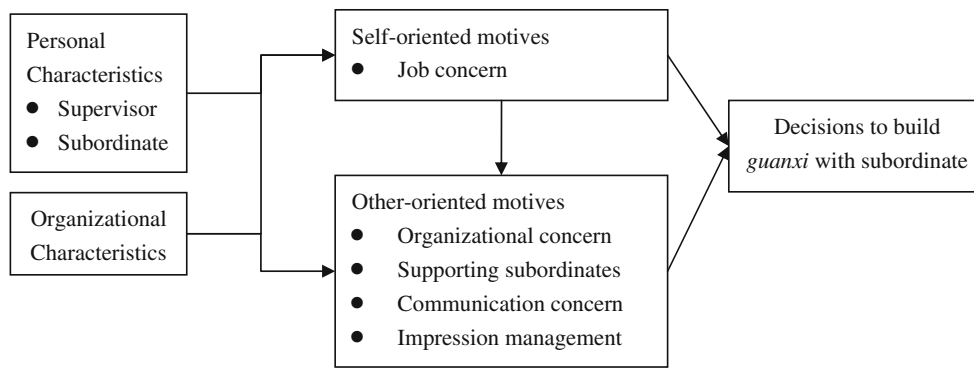 Personal
Characteristics
● Supervisor
● Subordinate
Organizational
Characteristics
Self-oriented motives
● Job concern
Other-oriented motives
● Organizational concern
● Supporting subordinates
● Communication concern
● Impression management
Decisions to build
guanxi with subordinate